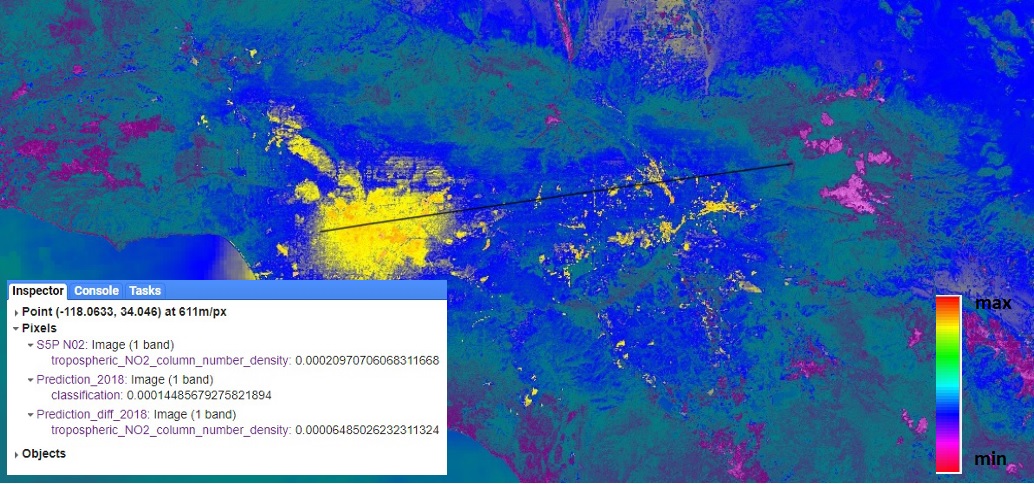 Inspector Console Tasks
Point (-118.0633, 34.046) at 611m/px
Pixels
S5P N02: Image (1 band)
tropospheric_NO2_column_number_density: 0.00020970706068311668
Prediction_2018: Image (1 band)
classification: 0.00014485679275821894
Prediction_diff_2018: Image (1 band)
tropospheric_NO2_column_number_density: 0.00006485026232311324
Objects
max
min